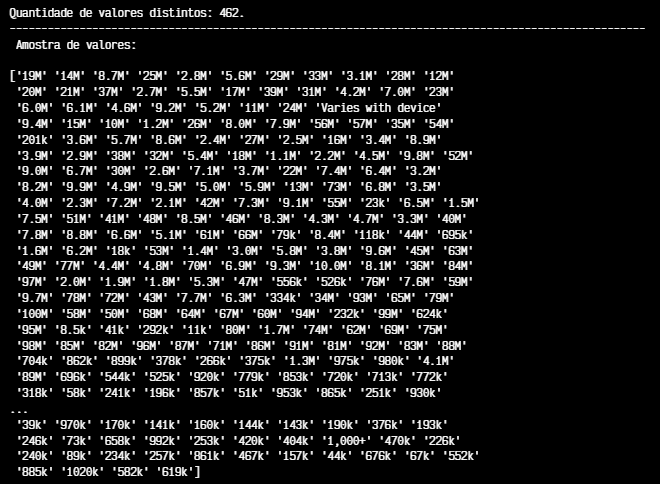 Quantidade de valores distintos: 462.
----------------------------------------------------------------------------------------------------
Amostra de valores:
['19M' '14M' '8.7M' '25M' '2.8M' '5.6M' '29M' '33M' '3.1M' '28M' '12M'
'20M' '21M' '37M' '2.7M' '5.5M' '17M' '39M' '31M' '4.2M' '7.0M' '23M'
'6.0M' '6.1M' '4.6M' '9.2M' '5.2M' '11M' '24M' 'Varies with device'
'9.4M' '15M' '10M' '1.2M' '26M' '8.0M' '7.9M' '56M' '57M' '35M' '54M'
'201k' '3.6M' '5.7M' '8.6M' '2.4M' '27M' '2.5M' '16M' '3.4M' '8.9M'
'3.9M' '2.9M' '38M' '32M' '5.4M' '18M' '1.1M' '2.2M' '4.5M' '9.8M' '52M'
'9.0M' '6.7M' '30M' '2.6M' '7.1M' '3.7M' '22M' '7.4M' '6.4M' '3.2M'
'8.2M' '9.9M' '4.9M' '9.5M' '5.0M' '5.9M' '13M' '73M' '6.8M' '3.5M'
'4.0M' '2.3M' '7.2M' '2.1M' '42M' '7.3M' '9.1M' '55M' '23k' '6.5M' '1.5M'
'7.5M' '51M' '41M' '48M' '8.5M' '46M' '8.3M' '4.3M' '4.7M' '3.3M' '40M'
'7.8M' '8.8M' '6.6M' '5.1M' '61M' '66M' '79k' '8.4M' '118k' '44M' '695k'
'1.6M' '6.2M' '18k' '53M' '1.4M' '3.0M' '5.8M' '3.8M' '9.6M' '45M' '63M'
'49M' '77M' '4.4M' '4.8M' '70M' '6.9M' '9.3M' '10.0M' '8.1M' '36M' '84M'
'97M' '2.0M' '1.9M' '1.8M' '5.3M' '47M' '556k' '526k' '76M' '7.6M' '59M'
'9.7M' '78M' '72M' '43M' '7.7M' '6.3M' '334k' '34M' '93M' '65M' '79M'
'100M' '58M' '50M' '68M' '64M' '67M' '60M' '94M' '232k' '99M' '624k'
'95M' '8.5k' '41k' '292k' '11k' '80M' '1.7M' '74M' '62M' '69M' '75M'
'98M' '85M' '82M' '96M' '87M' '71M' '86M' '91M' '81M' '92M' '83M' '88M'
'704k' '862k' '899k' '378k' '266k' '375k' '1.3M' '975k' '980k' '4.1M'
'89M' '696k' '544k' '525k' '920k' '779k' '853k' '720k' '713k' '772k'
'318k' '58k' '241k' '196k' '857k' '51k' '953k' '865k' '251k' '930k'
...
'39k' '970k' '170k' '141k' '160k' '144k' '143k' '190k' '376k' '193k'
'246k' '73k' '658k' '992k' '253k' '420k' '404k' '1,000+' '470k' '226k'
'240k' '89k' '234k' '257k' '861k' '467k' '157k' '44k' '676k' '67k' '552k'
'885k' '1020k' '582k' '619k']